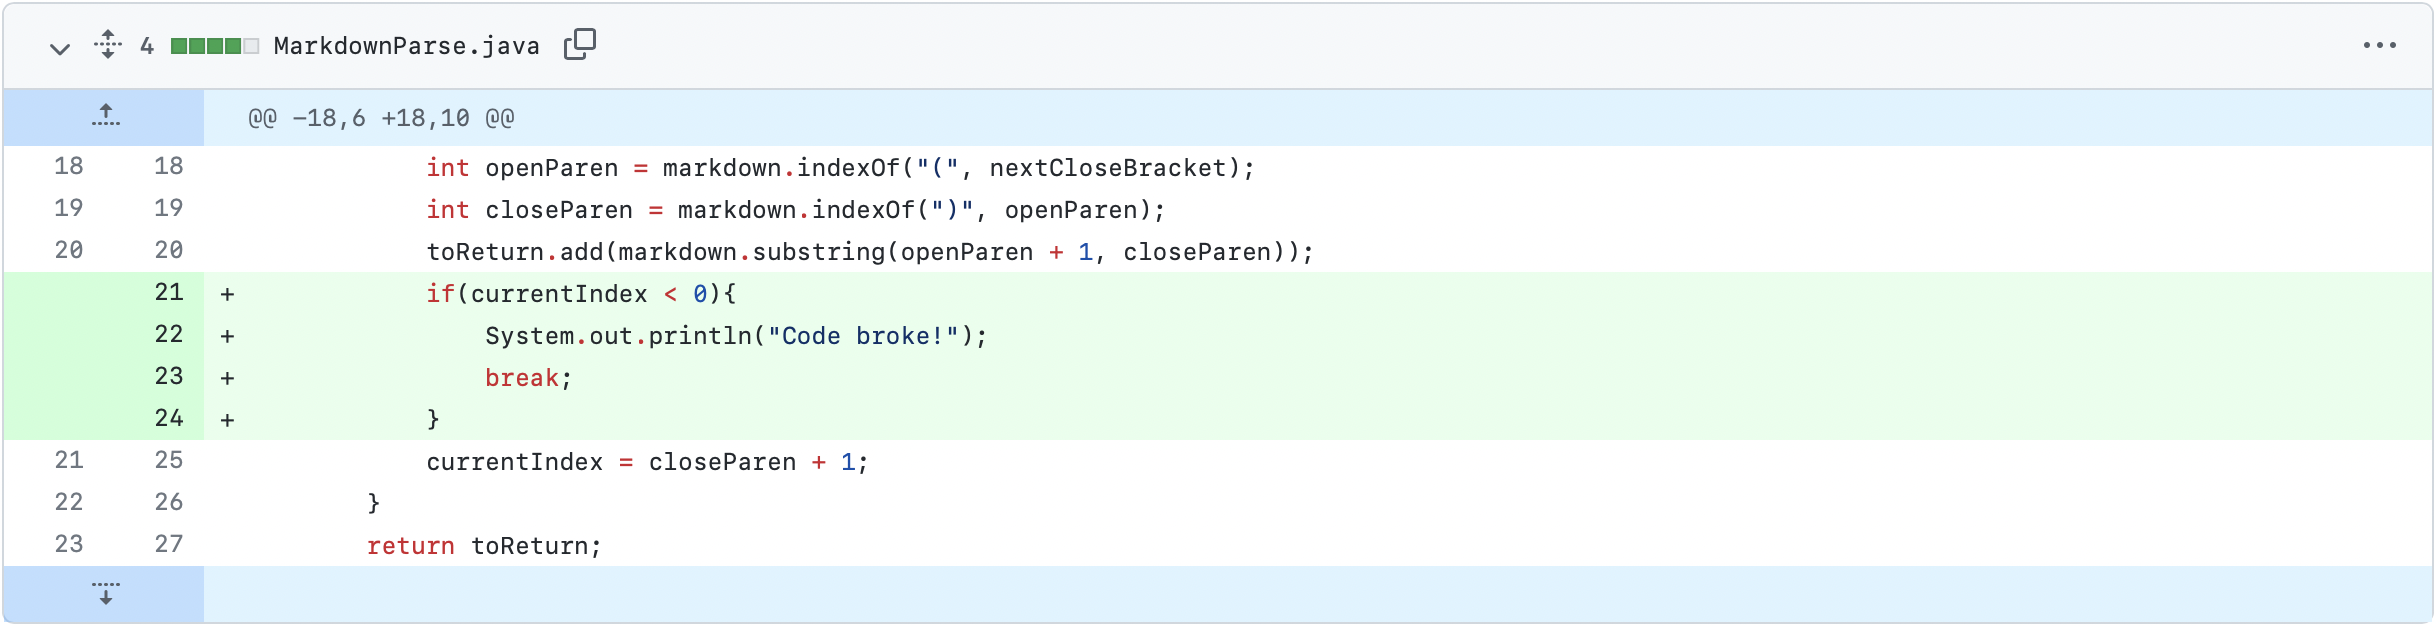 4 MarkdownParse.java
@@ -18,6 +18,10 @@
18 18 int openParen = markdown.indexOf("(", nextCloseBracket);
19 19 int closeParen = markdown.indexOf(")", openParen);
20 20 toReturn.add(markdown.substring(openParen + 1, closeParen));
21 + if(currentIndex < 0){
22 + System.out.println("Code broke!");
23 + break;
24 + }
21 25 currentIndex = closeParen + 1;
22 26 }
23 27 return toReturn;